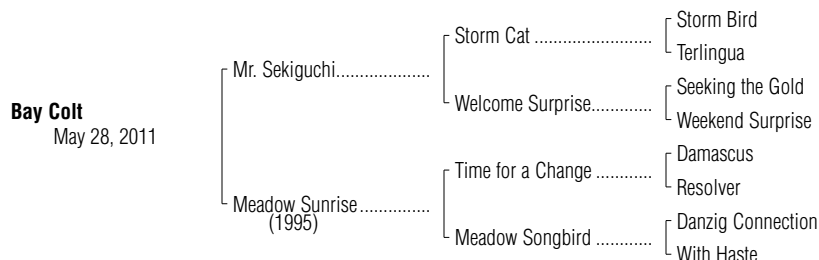 Storm Bird
Storm Cat ..........................
Terlingua
Mr. Sekiguchi.....................
Seeking the Gold
Welcome Surprise.............
Weekend Surprise
Bay Colt
May 28, 2011
Damascus
Time for a Change ............
Resolver
Meadow Sunrise................
(1995)
Danzig Connection
Meadow Songbird ............
With Haste